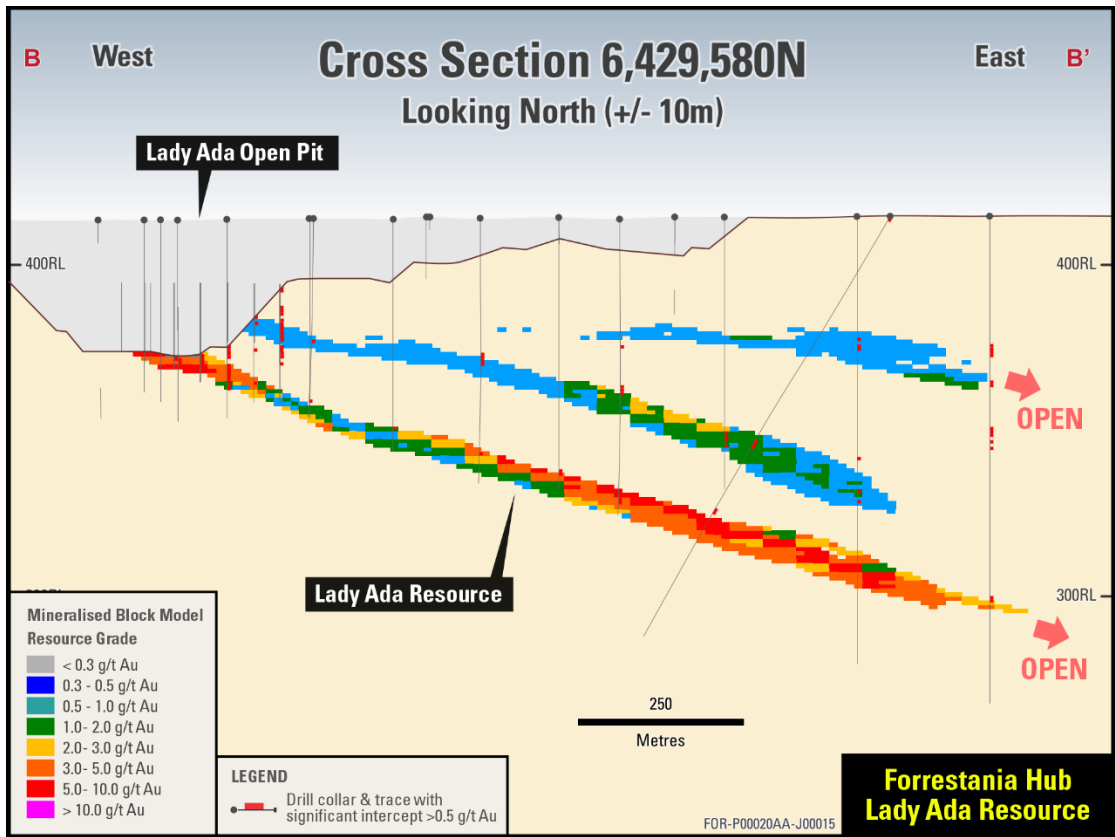 B
West
Cross Section 6,429,580N
East
B'
Looking North (+/- 10m)
Lady Ada Open Pit
400RL
400RL
OPEN
Lady Ada Resource
300RL
OPEN
Mineralised Block Model
Resource Grade
< 0.3 g/t Au
0.3 - 0.5 g/t Au
0.5 - 1.0 g/t Au
1.0- 2.0 g/t Au
2.0- 3.0 g/t Au
3.0- 5.0 g/t Au
5.0- 10.0 g/t Au
> 10.0 g/t Au
250
Metres
LEGEND
Drill collar & trace with
significant intercept >0.5 g/t Au
FOR-P00020AA-J00015
Forrestania Hub
Lady Ada Resource